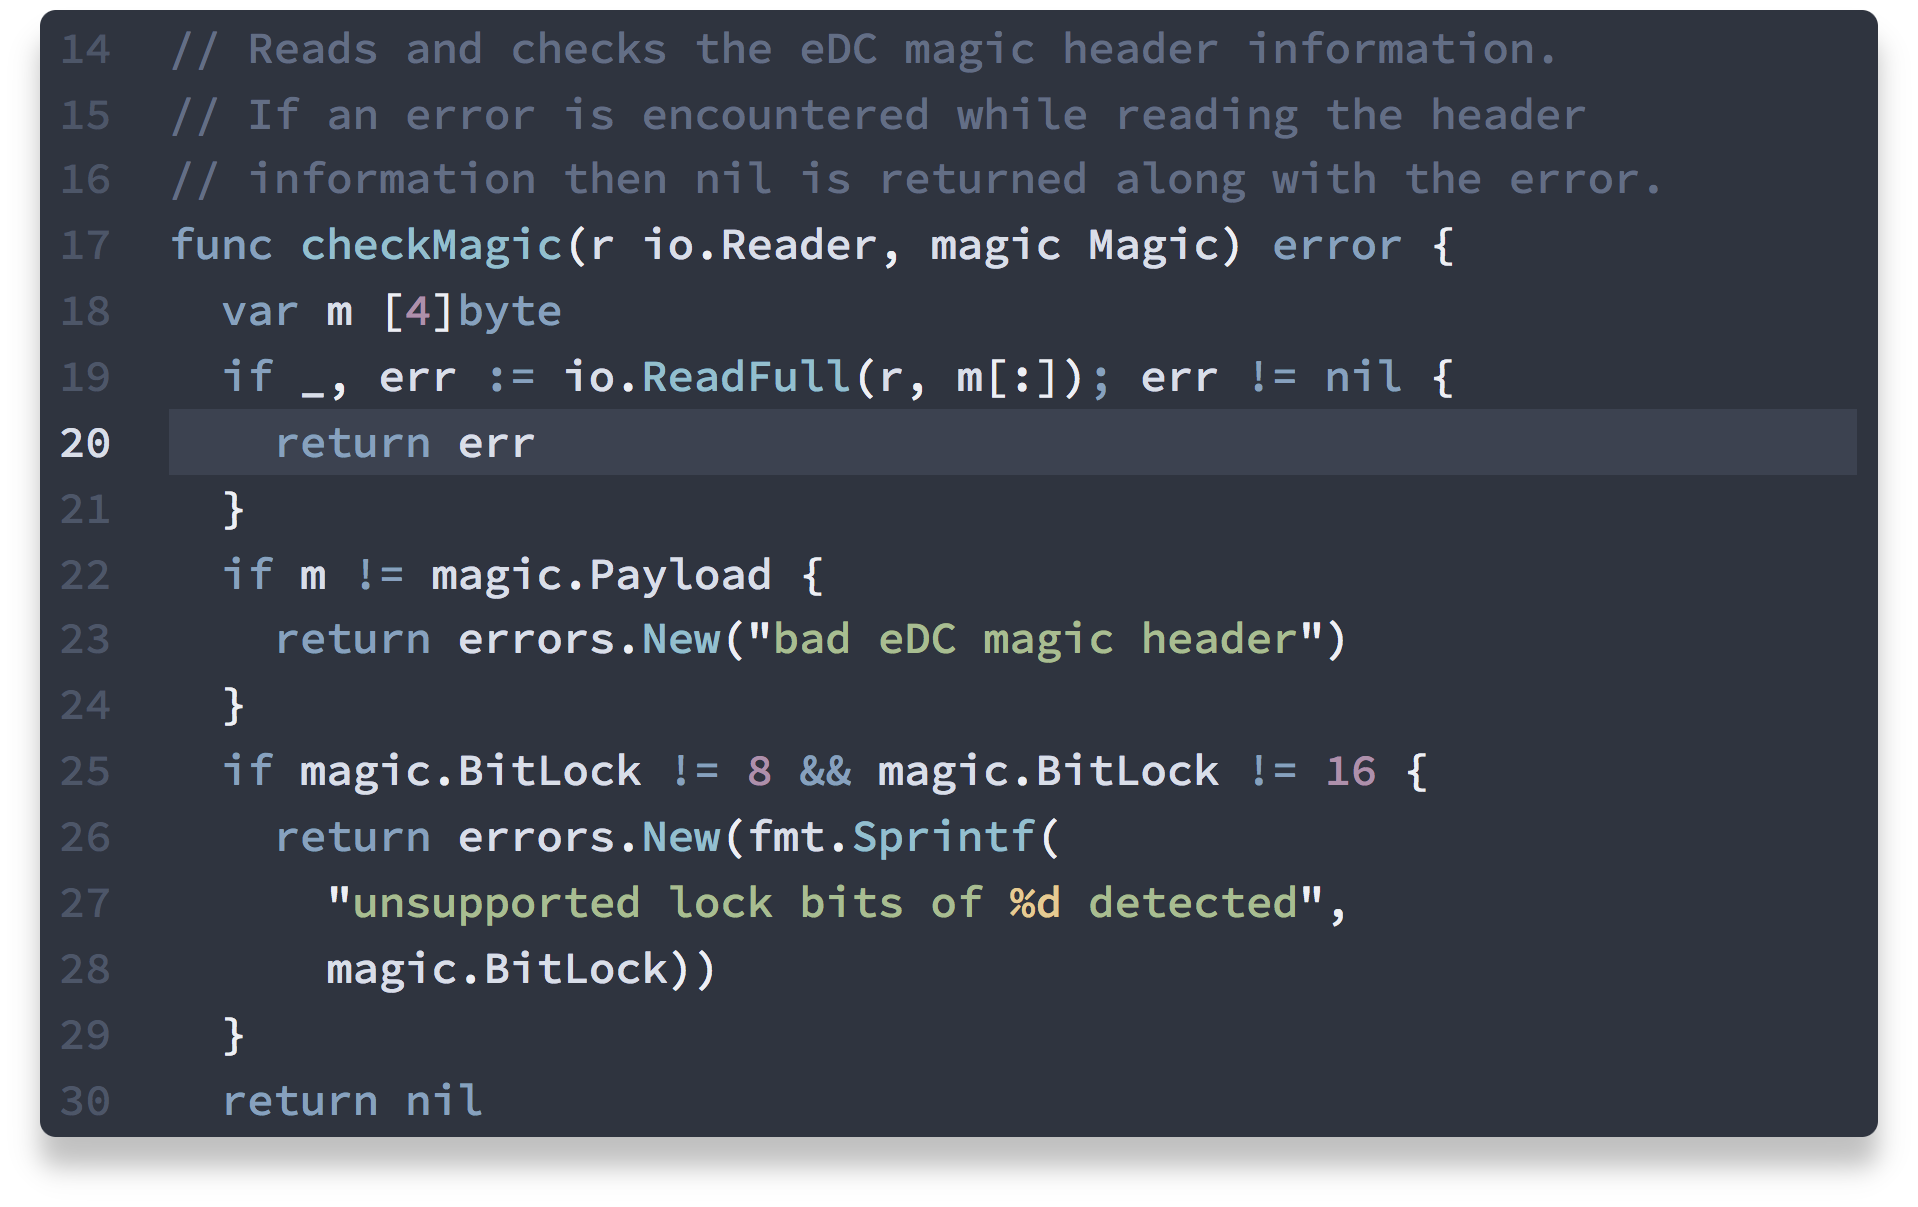 14 // Reads and checks the eDC magic header information.
15 // If an error is encountered while reading the header
16 // information then nil is returned along with the error.
17 func checkMagic(r io.Reader, magic Magic) error {
18   var m [4]byte
19   if _, err := io.ReadFull(r, m[:]); err != nil {
20     return err
21   }
22   if m != magic.Payload {
23     return errors.New("bad eDC magic header")
24   }
25   if magic.BitLock != 8 && magic.BitLock != 16 {
26     return errors.New(fmt.Sprintf(
27       "unsupported lock bits of %d detected",
28       magic.BitLock))
29   }
30   return nil